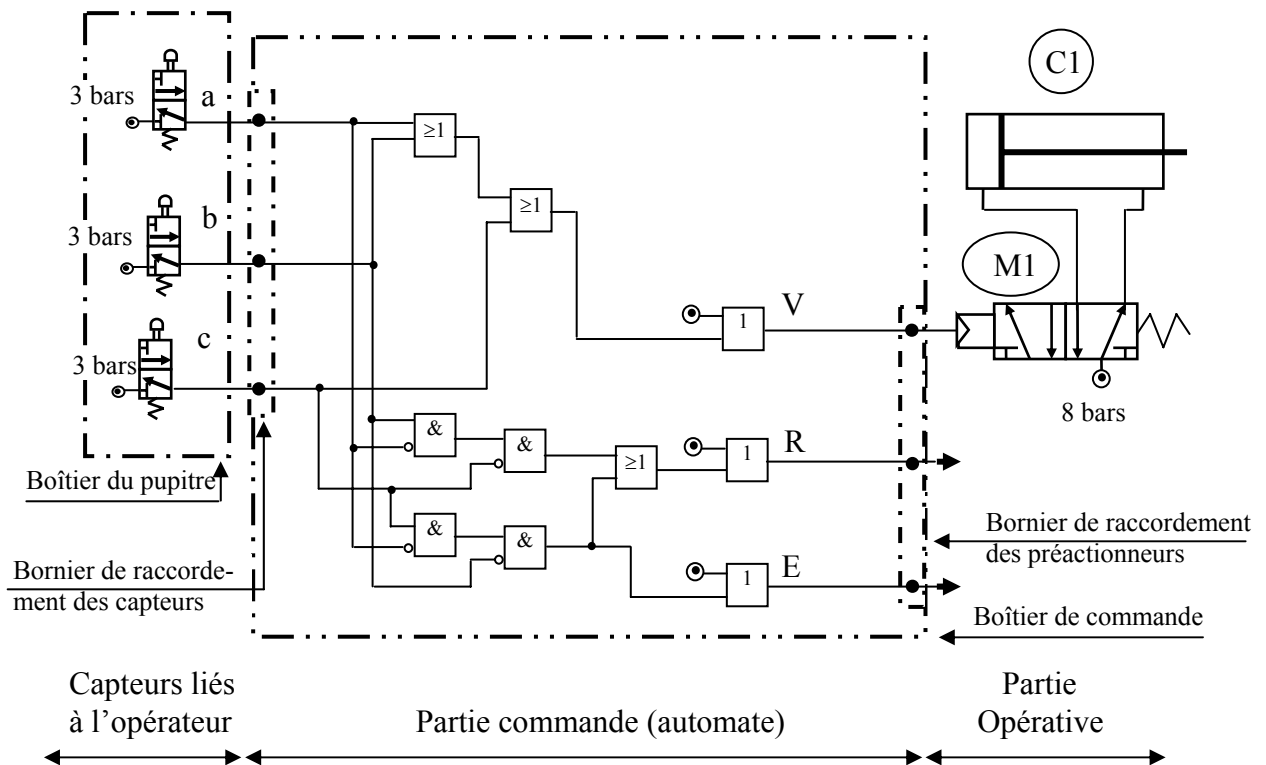 C1
3 bars
a
≥1
≥1
3 bars
b
M1
1
V
c
3 bars
8 bars
&
&
≥1
1
R
Boîtier du pupitre
&
&
1
E
Bornier de raccordement
des préactionneurs
Bornier de raccorde-
ment des capteurs
Boîtier de commande
Capteurs liés
à l’opérateur
Partie commande (automate)
Partie
Opérative